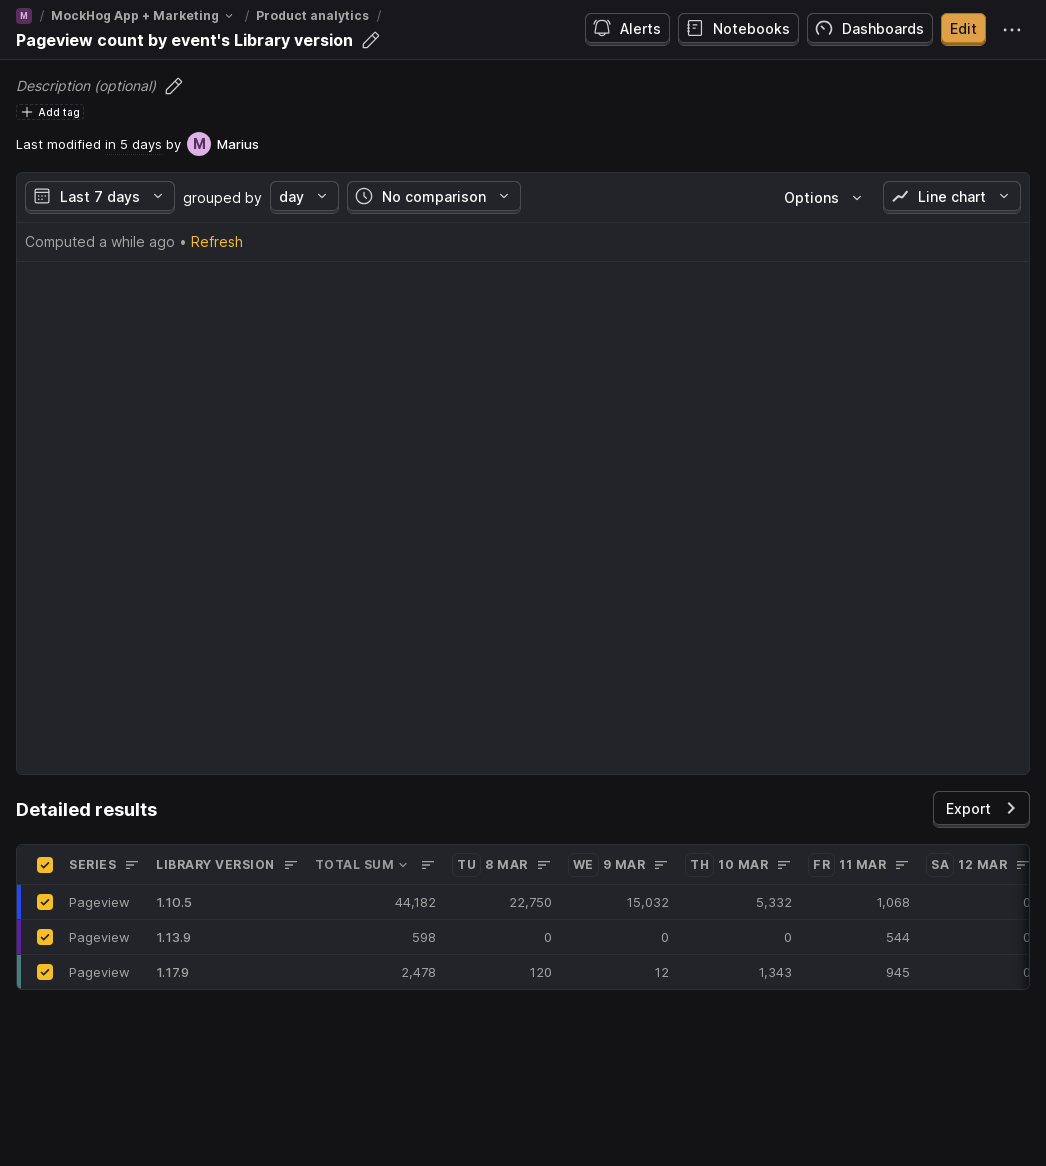 M / MockHog App + Marketing / Product analytics /
Pageview count by event's Library version
Alerts Notebooks Dashboards Edit
Description (optional)
Add tag
Last modified in 5 days by M Marius
Last 7 days grouped by day No comparison Options Line chart
Computed a while ago • Refresh
Detailed results Export
SERIES LIBRARY VERSION TOTAL SUM TU 8 MAR WE 9 MAR TH 10 MAR FR 11 MAR SA 12 MAR
Pageview 1.10.5 44,182 22,750 15,032 5,332 1,068 0
Pageview 1.13.9 598 0 0 0 544 0
Pageview 1.17.9 2,478 120 12 1,343 945 0